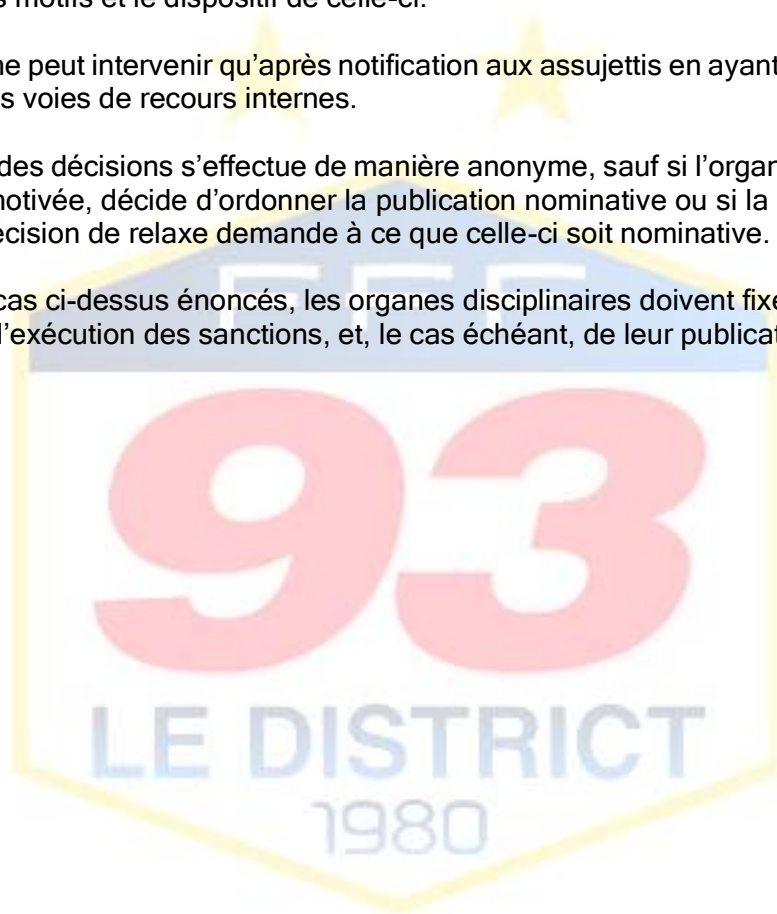 s motifs et le dispositif de celle-ci.
ne peut intervenir qu'après notification aux assujettis en ayant
s voies de recours internes.
des décisions s'effectue de manière anonyme, sauf si l'organ
motivée, décide d'ordonner la publication nominative ou si la
écision de relaxe demande à ce que celle-ci soit nominative.
cas ci-dessus énoncés, les organes disciplinaires doivent fixe
l'exécution des sanctions, et, le cas échéant, de leur publicat
FFF
93
LE DISTRICT
1980